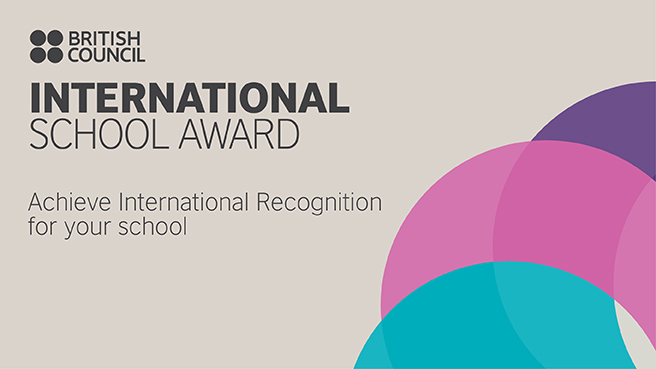 BRITISH
COUNCIL
INTERNATIONAL
SCHOOL AWARD
Achieve International Recognition
for your school